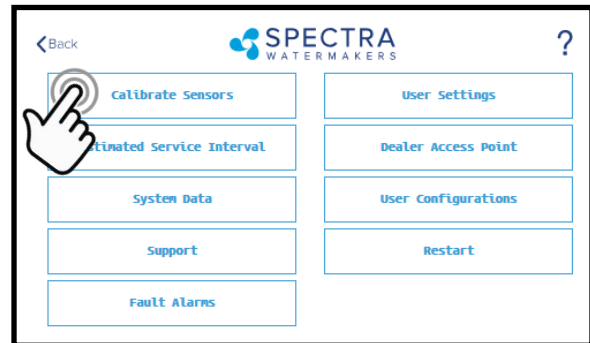 Back
SPECTRA
WATERMAKERS
?
Calibrate Sensors
User Settings
timated Service Interval
Dealer Access Point
System Data
User Configurations
Support
Restart
Fault Alarms